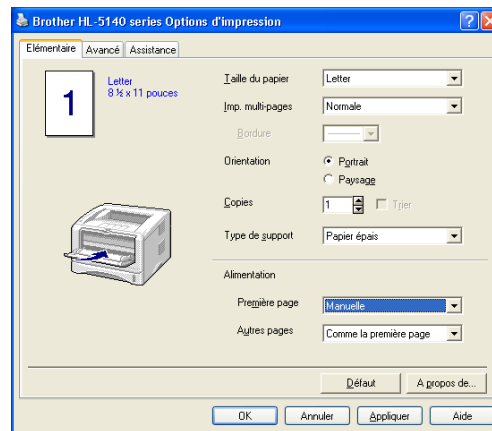 Brother HL-5140 series Options d'impression
Elémentaire Avancé Assistance
1
Letter
8 ½ x 11 pouces
Taille du papier Letter
Imp. multi-pages Normale
Bordure
Orientation Portrait
Paysage
Copies 1 Trier
Type de support Papier épais
Alimentation
Première page Manuelle
Autres pages Comme la première page
Défaut A propos de...
OK Annuler Appliquer Aide